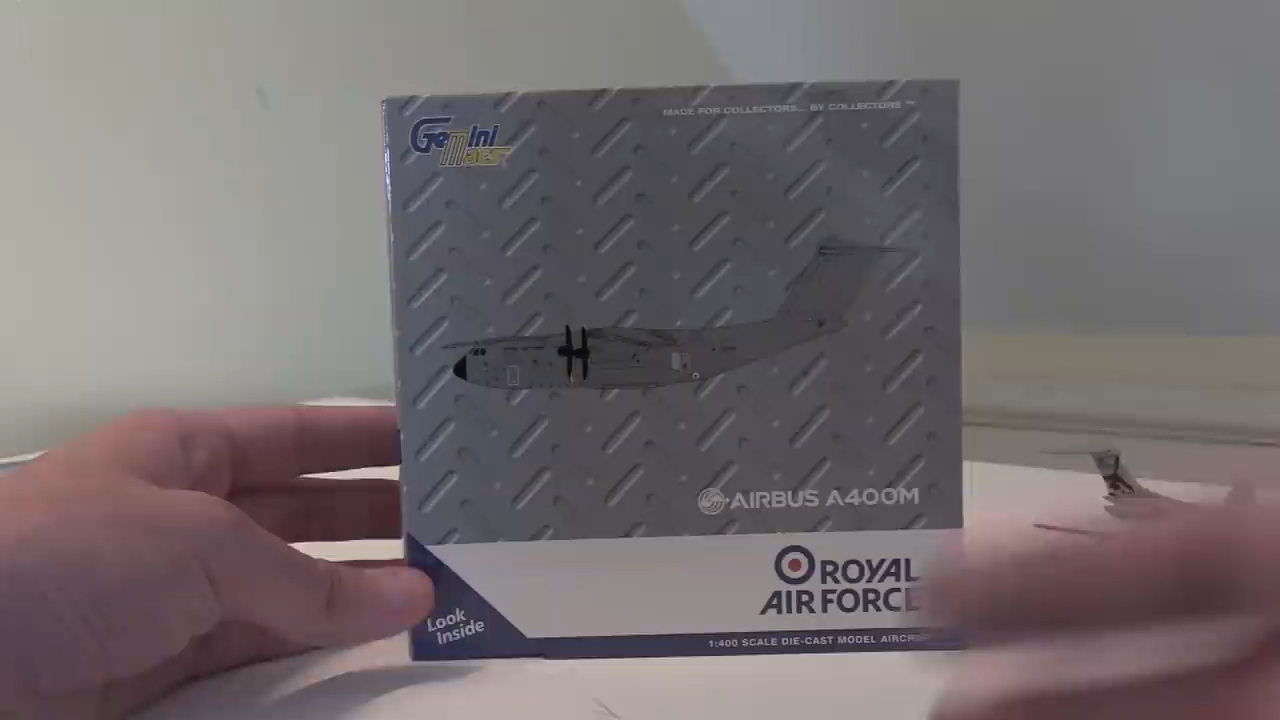 MADE FOR COLLECTORS... BY COLLECTORS™
Gemini
Macs
AIRBUS A400M
ROYAL
AIR FORCE
Look
Inside
1:400 SCALE DIE-CAST MODEL